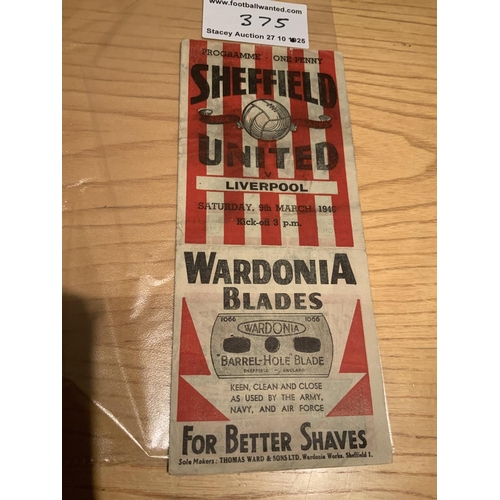 www.footballwanted.com
375
Stacey Auction 27 10 1925
PROGRAMME : ONE PENNY
SHEFFIELD
UNITED
V
LIVERPOOL
SATURDAY, 9th MARCH, 1940
Kick-off 3 p.m.
WARDONIA
BLADES
1066 1066
WARDONIA
"BARREL-HOLE" BLADE
SHEFFIELD ENGLAND
KEEN, CLEAN AND CLOSE
AS USED BY THE ARMY,
NAVY, AND AIR FORCE
FOR BETTER SHAVES
Sole Makers: THOMAS WARD & SONS LTD. Wardonia Works, Sheffield 1.